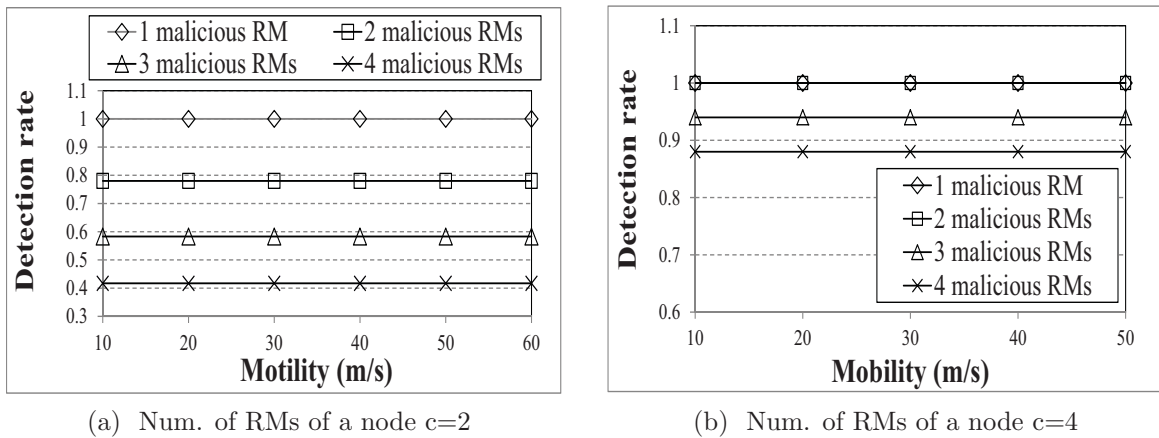 1 malicious RM 2 malicious RMs
3 malicious RMs 4 malicious RMs
Detection rate
1.1
1
0.9
0.8
0.7
0.6
0.5
0.4
0.3
10 20 30 40 50 60
Motility (m/s)
(a) Num. of RMs of a node c=2
Detection rate
1.1
1
0.9
0.8
0.7
0.6
1 malicious RM
2 malicious RMs
3 malicious RMs
4 malicious RMs
10 20 30 40 50
Mobility (m/s)
(b) Num. of RMs of a node c=4